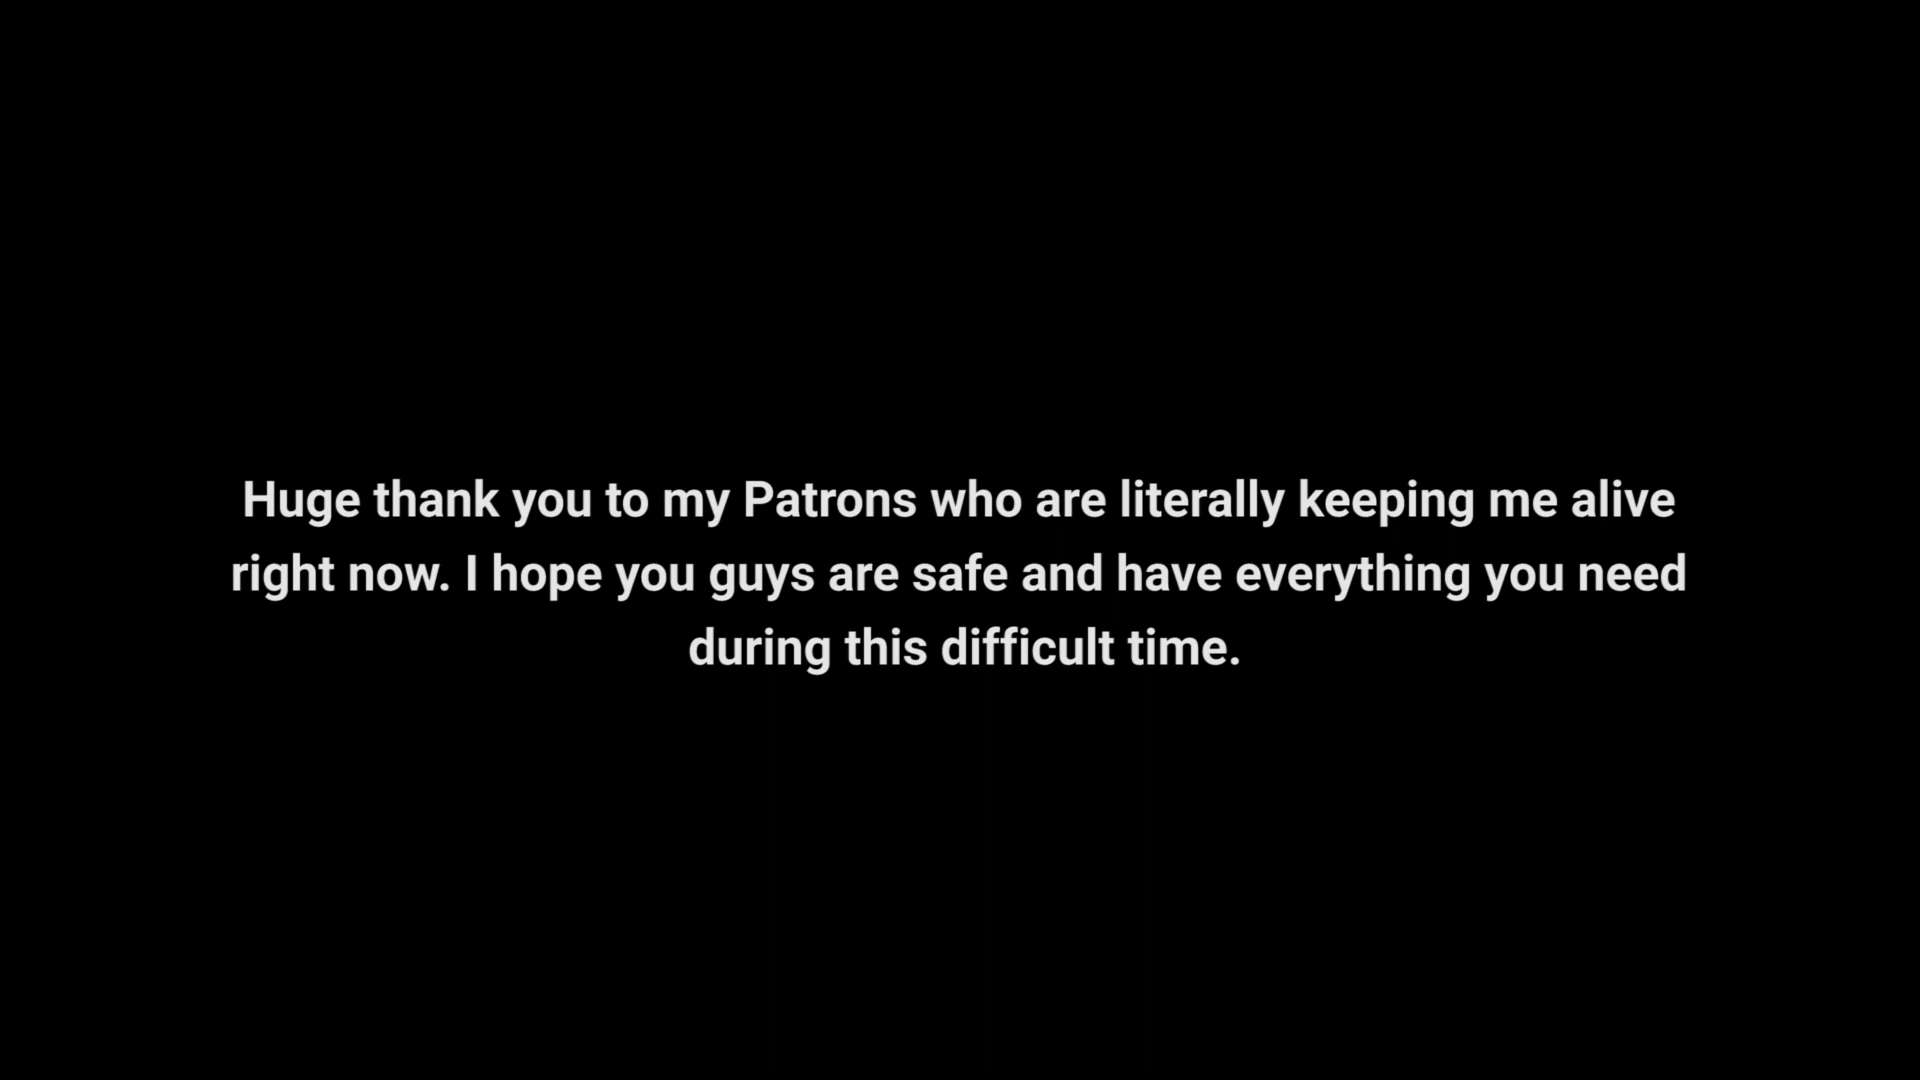 Huge thank you to my Patrons who are literally keeping me alive
right now. I hope you guys are safe and have everything you need
during this difficult time.